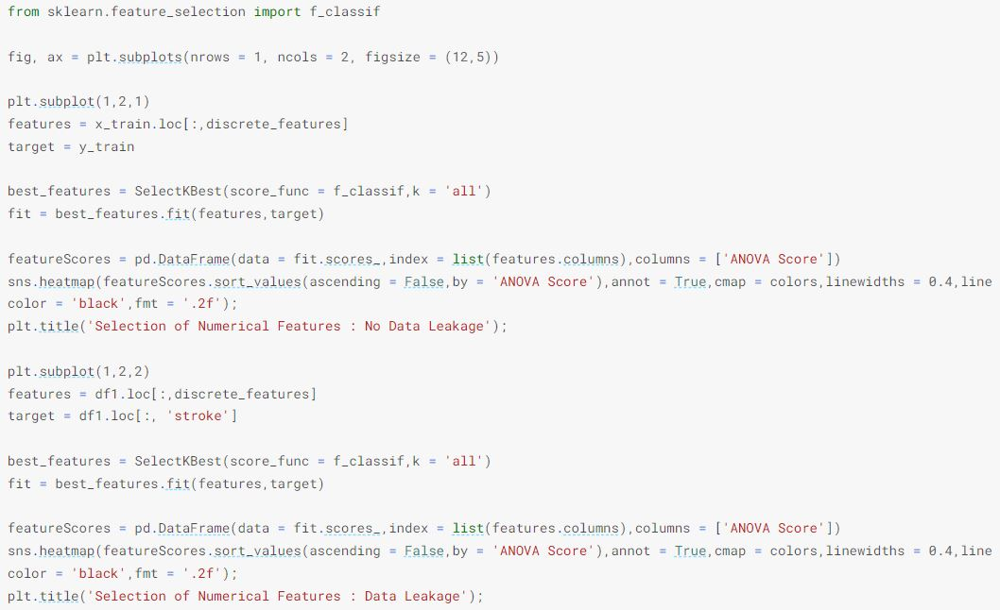 from sklearn.feature_selection import f_classif
fig, ax = plt.subplots(nrows = 1, ncols = 2, figsize = (12,5))
plt.subplot(1,2,1)
features = x_train.loc[:,discrete_features]
target = y_train
best_features = SelectKBest(score_func = f_classif,k = 'all')
fit = best_features.fit(features,target)
featureScores = pd.DataFrame(data = fit.scores_,index = list(features.columns),columns = ['ANOVA Score'])
sns.heatmap(featureScores.sort_values(ascending = False,by = 'ANOVA Score'),annot = True,cmap = colors,linewidths = 0.4,line
color = 'black',fmt = '.2f');
plt.title('Selection of Numerical Features : No Data Leakage');
plt.subplot(1,2,2)
features = df1.loc[:,discrete_features]
target = df1.loc[:, 'stroke']
best_features = SelectKBest(score_func = f_classif,k = 'all')
fit = best_features.fit(features,target)
featureScores = pd.DataFrame(data = fit.scores_,index = list(features.columns),columns = ['ANOVA Score'])
sns.heatmap(featureScores.sort_values(ascending = False,by = 'ANOVA Score'),annot = True,cmap = colors,linewidths = 0.4,line
color = 'black',fmt = '.2f');
plt.title('Selection of Numerical Features : Data Leakage');